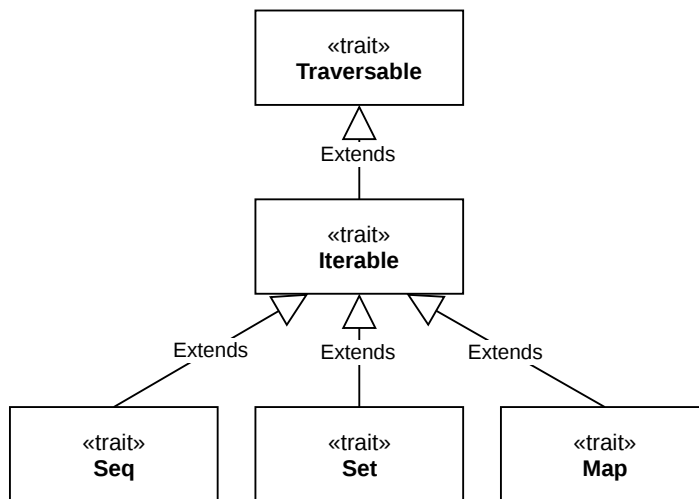 «trait»
Traversable
Extends
«trait»
Iterable
Extends
Extends
Extends
«trait»
Seq
«trait»
Set
«trait»
Map